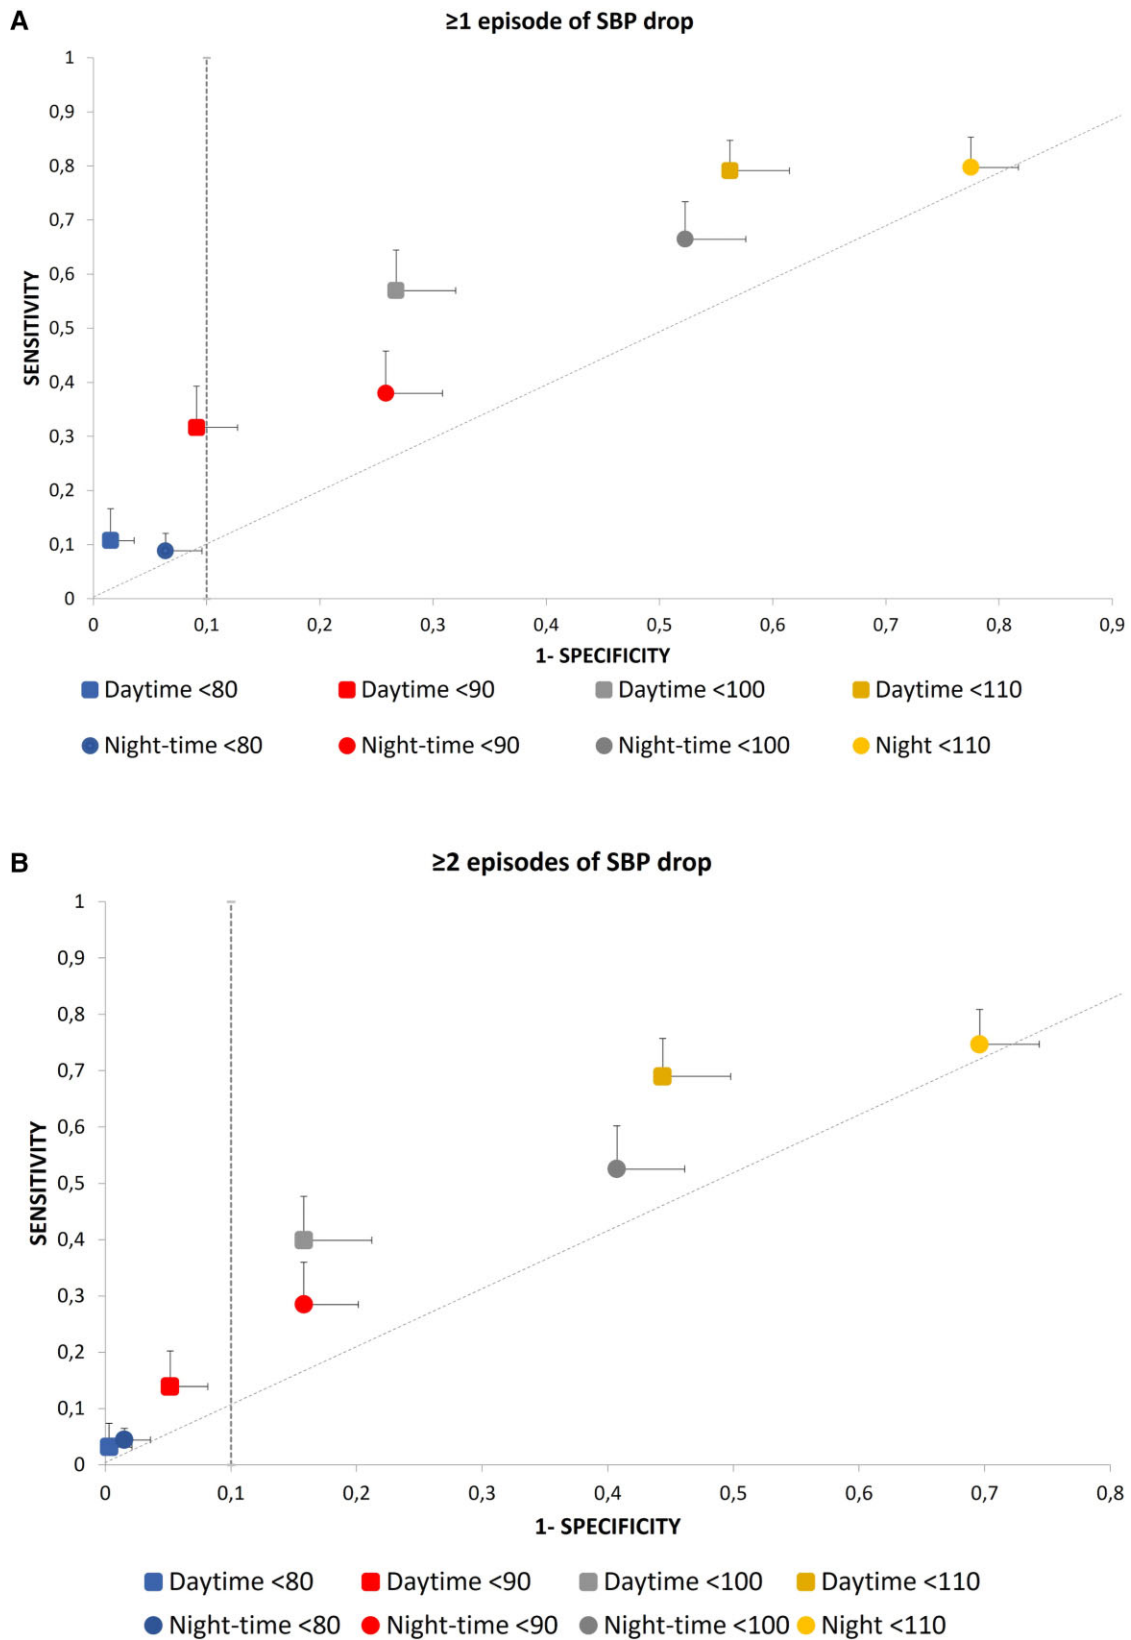 A
≥1 episode of SBP drop
1
0,9
0,8
0,7
0,6
0,5
0,4
0,3
0,2
0,1
0
SENSITIVITY
0 0,1 0,2 0,3 0,4 0,5 0,6 0,7 0,8 0,9
1- SPECIFICITY
Daytime <80 Daytime <90 Daytime <100 Daytime <110
Night-time <80 Night-time <90 Night-time <100 Night <110
B
≥2 episodes of SBP drop
1
0,9
0,8
0,7
0,6
0,5
0,4
0,3
0,2
0,1
0
SENSITIVITY
0 0,1 0,2 0,3 0,4 0,5 0,6 0,7 0,8
1- SPECIFICITY
Daytime <80 Daytime <90 Daytime <100 Daytime <110
Night-time <80 Night-time <90 Night-time <100 Night <110